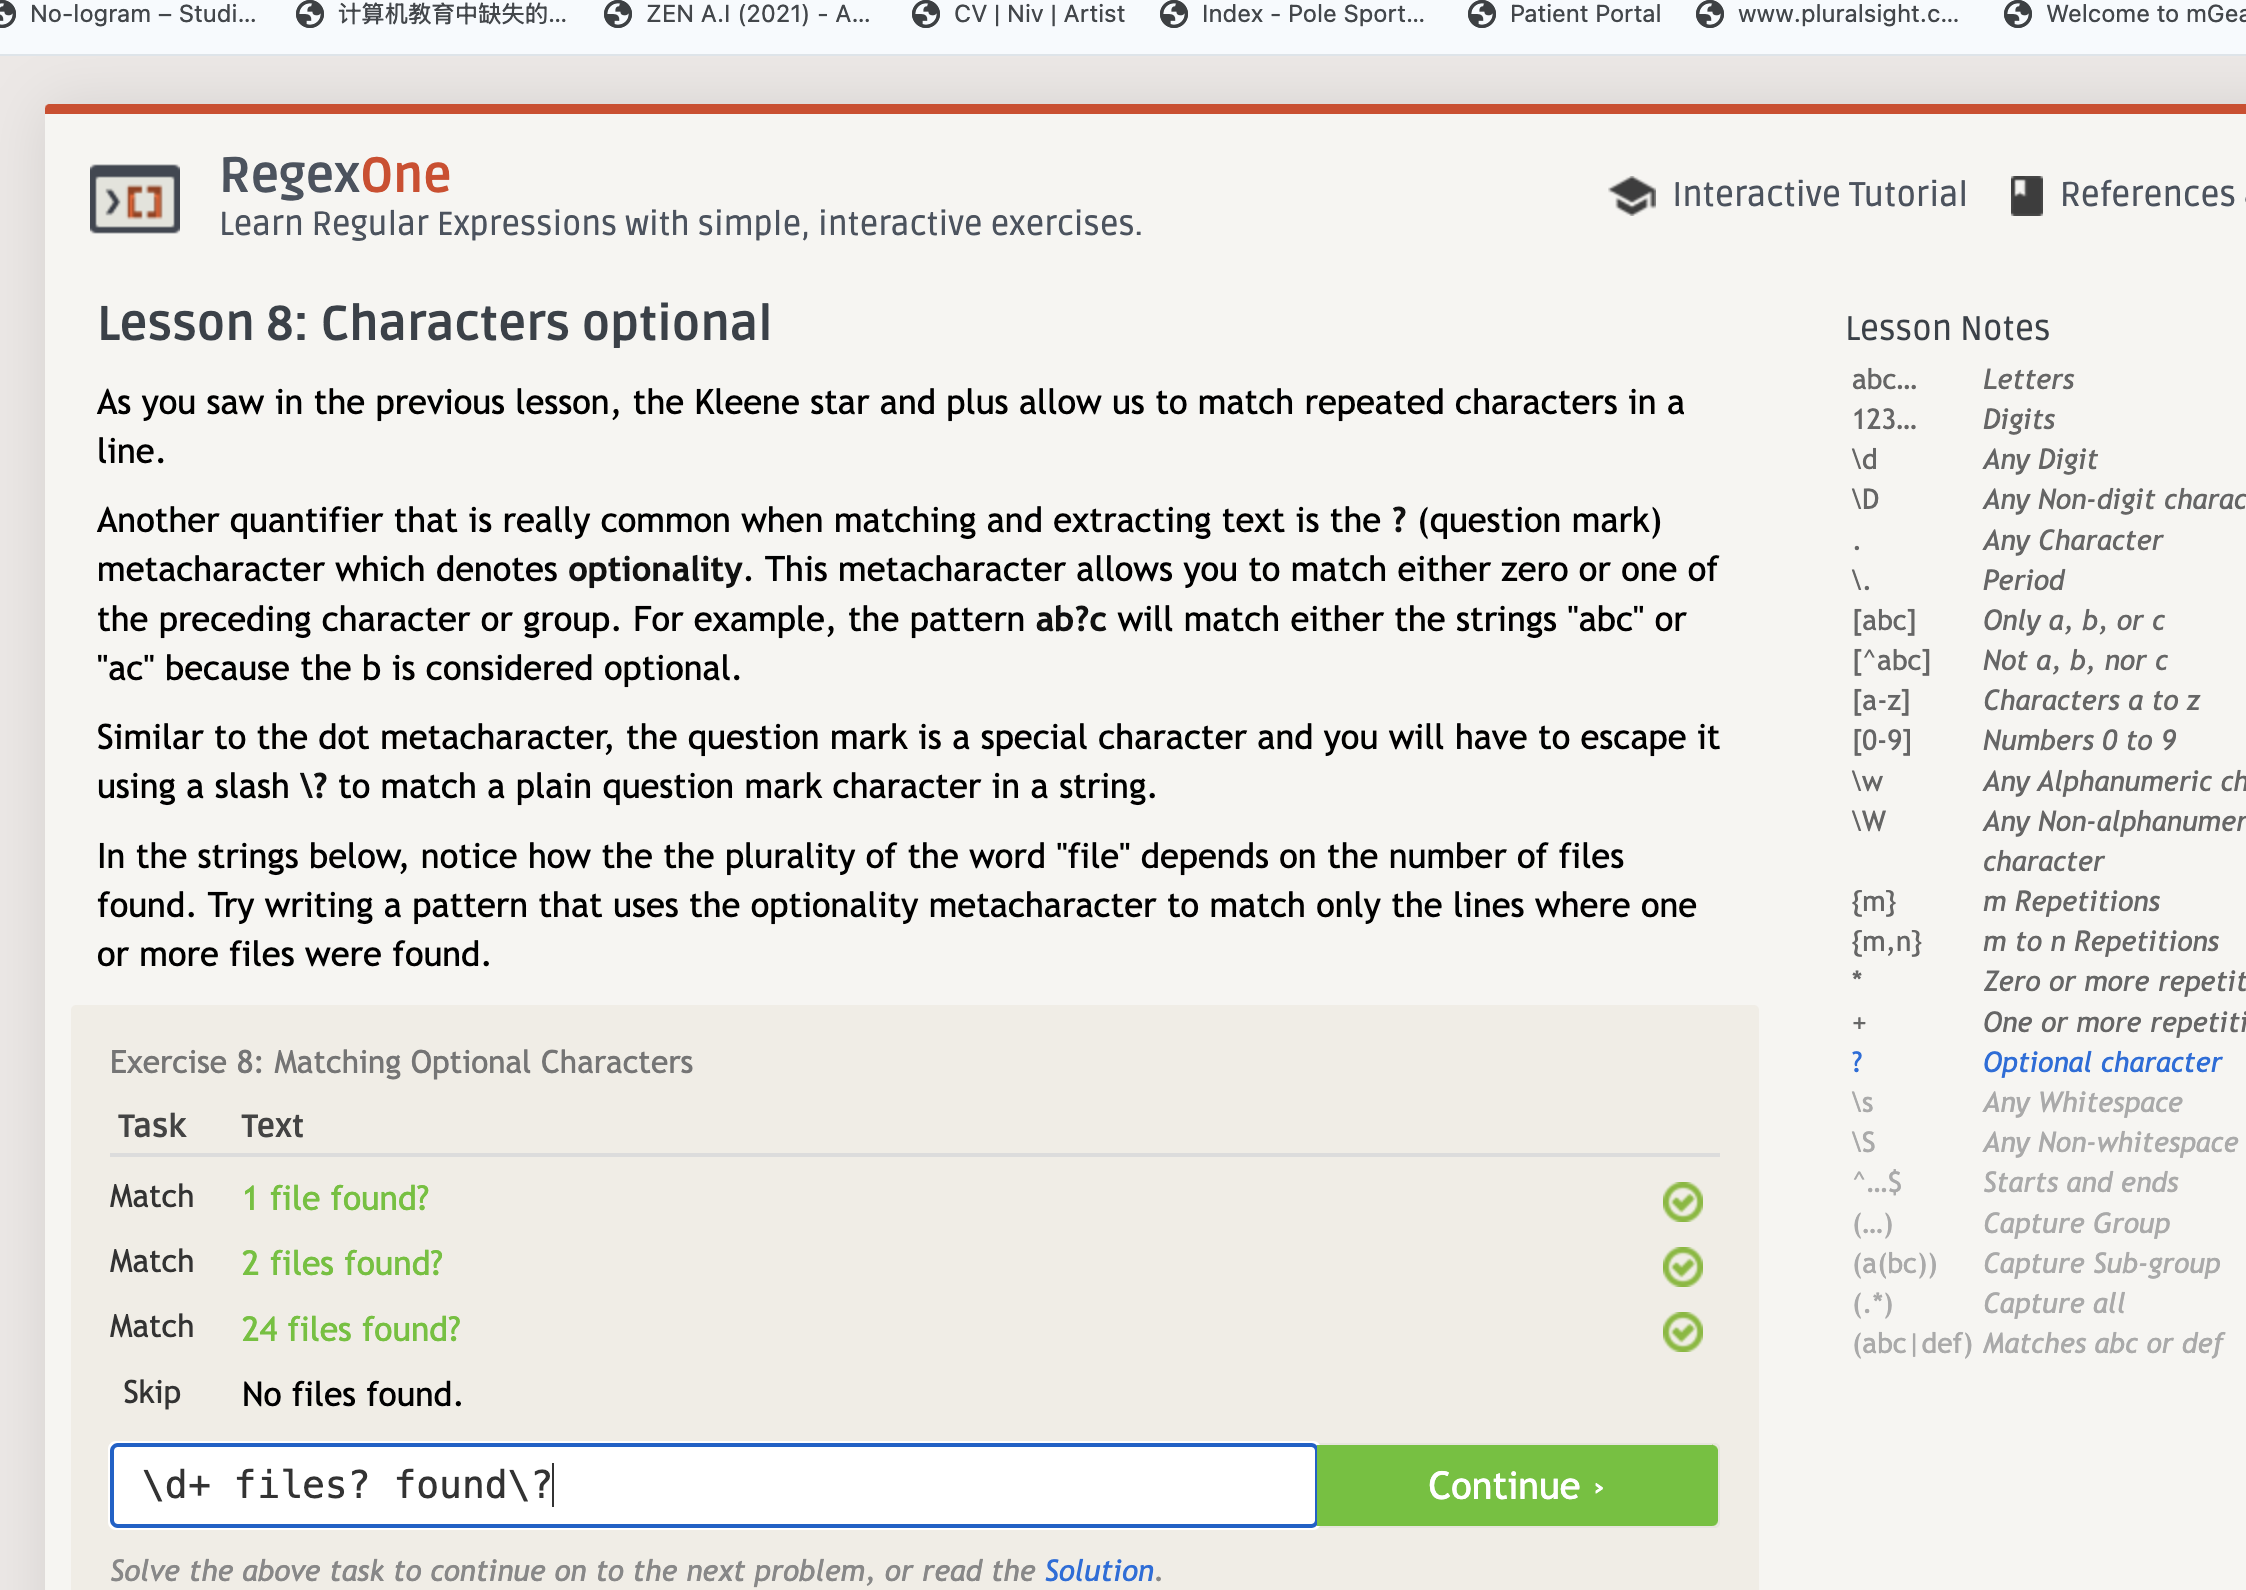 No-logram – Studi... 计算机教育中缺失的... ZEN A.I (2021) - A... CV | Niv | Artist Index - Pole Sport... Patient Portal www.pluralsight.c... Welcome to
RegexOne
Learn Regular Expressions with simple, interactive exercises.
Interactive Tutorial References
Lesson 8: Characters optional
As you saw in the previous lesson, the Kleene star and plus allow us to match repeated characters in a
line.
Another quantifier that is really common when matching and extracting text is the ? (question mark)
metacharacter which denotes optionality. This metacharacter allows you to match either zero or one of
the preceding character or group. For example, the pattern ab?c will match either the strings "abc" or
"ac" because the b is considered optional.
Similar to the dot metacharacter, the question mark is a special character and you will have to escape it
using a slash \? to match a plain question mark character in a string.
In the strings below, notice how the the plurality of the word "file" depends on the number of files
found. Try writing a pattern that uses the optionality metacharacter to match only the lines where one
or more files were found.
Exercise 8: Matching Optional Characters
Task Text
Match 1 file found?
Match 2 files found?
Match 24 files found?
Skip No files found.
\d+ files? found\?
Continue ›
Solve the above task to continue on to the next problem, or read the Solution.
Lesson Notes
abc… Letters
123… Digits
\d Any Digit
\D Any Non-digit charac
. Any Character
\. Period
[abc] Only a, b, or c
[^abc] Not a, b, nor c
[a-z] Characters a to z
[0-9] Numbers 0 to 9
\w Any Alphanumeric ch
\W Any Non-alphanumer
character
{m} m Repetitions
{m,n} m to n Repetitions
* Zero or more repetit
+ One or more repetiti
? Optional character
\s Any Whitespace
\S Any Non-whitespace
^…$ Starts and ends
(…) Capture Group
(a(bc)) Capture Sub-group
(.*) Capture all
(abc|def) Matches abc or def